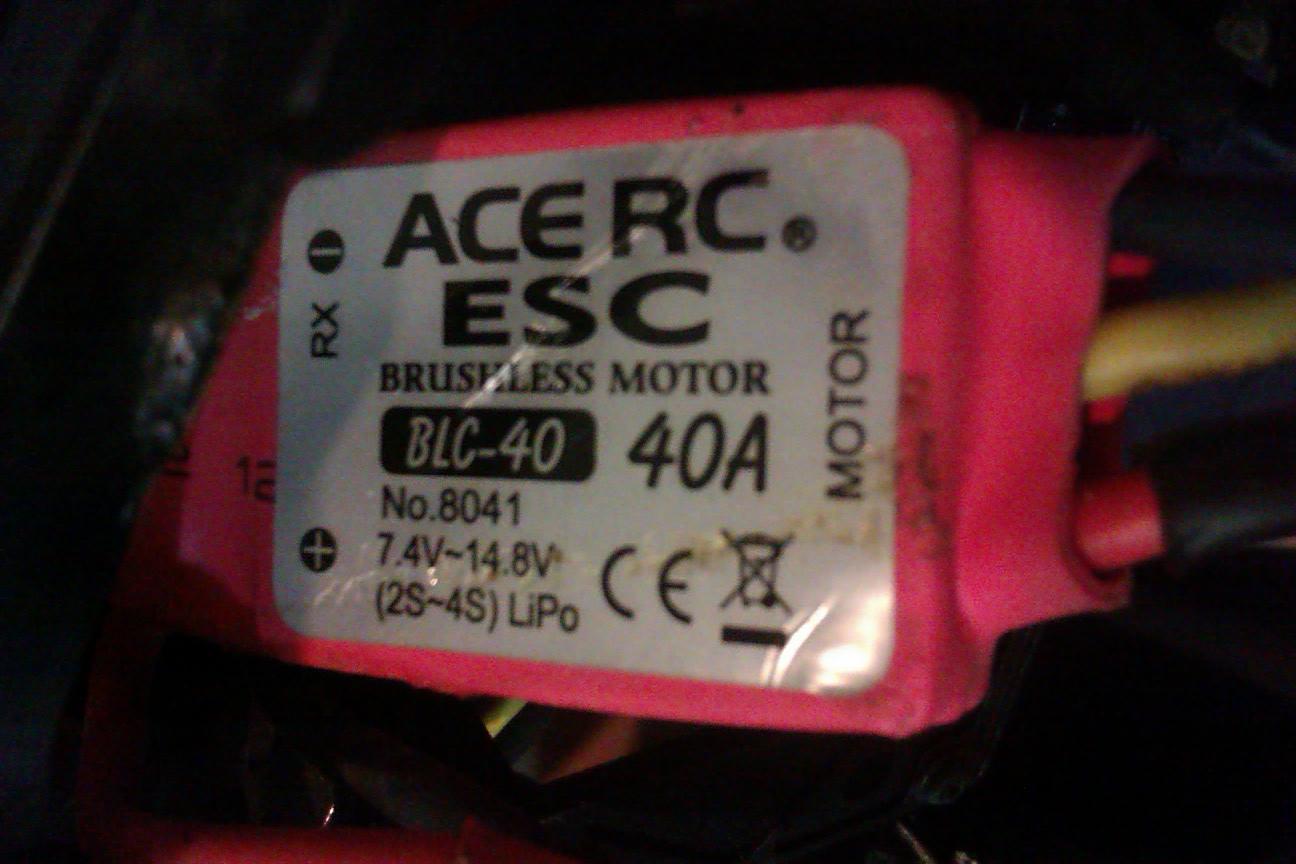 ACE RC®
ESC
BRUSHLESS MOTOR
BLC-40 40A
No.8041
7.4V~14.8V
(2S~4S) LiPo
CE
RX
MOTOR
12